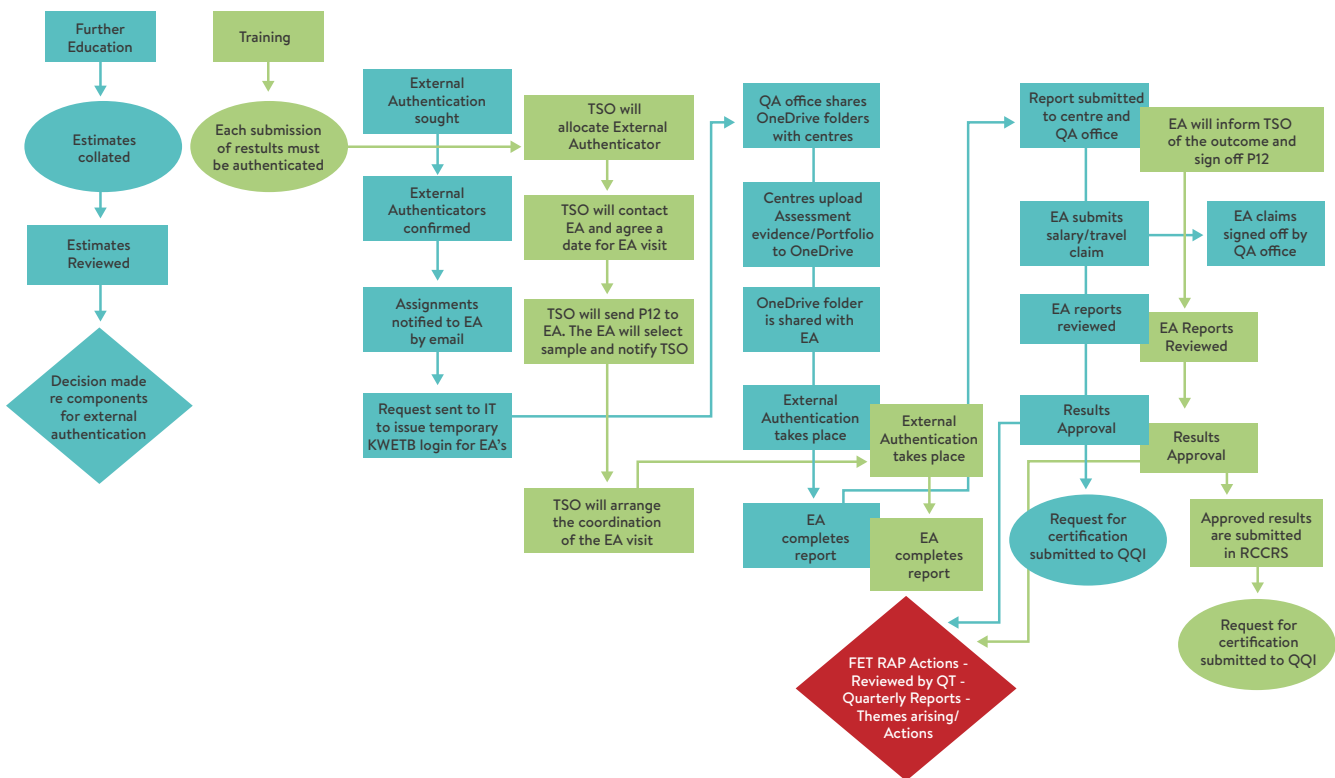 Further
Education
Estimates
collated
Estimates
Reviewed
Decision made
re components
for external
authentication
Training
Each submission
of restults must
be authenticated
External
Authentication
sought
External
Authenticators
confirmed
Assignments
notified to EA
by email
Request sent to IT
to issue temporary
KWETB login for EA's
TSO will
allocate External
Authenticator
TSO will contact
EA and agree a
date for EA visit
TSO will send P12 to
EA. The EA will select
sample and notify TSO
TSO will arrange
the coordination
of the EA visit
QA office shares
OneDrive folders
with centres
Centres upload
Assessment
evidence/Portfolio
to OneDrive
OneDrive folder
is shared with
EA
External
Authentication
takes place
EA
completes
report
External
Authentication
takes place
EA
completes
report
Report submitted
to centre and
QA office
EA submits
salary/travel
claim
EA claims
signed off by
QA office
EA reports
reviewed
Results
Approval
Request for
certification
submitted to QQI
EA will inform TSO
of the outcome and
sign off P12
EA Reports
Reviewed
Results
Approval
Approved results
are submitted
in RCCRS
Request for
certification
submitted to QQI
FET RAP Actions -
Reviewed by QT -
Quarterly Reports -
Themes arising/
Actions